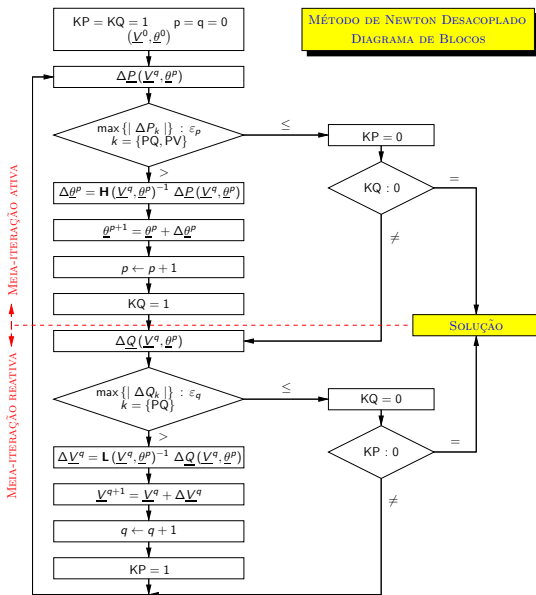 KP = KQ = 1 p = q = 0
(V⁰, θ⁰)
MÉTODO DE NEWTON DESACOPLADO
DIAGRAMA DE BLOCOS
ΔP(V^q, θ^p)
max {| ΔP_k |} : ε_p
k = {PQ, PV}
≤
KP = 0
>
KQ : 0
=
≠
Δθ^p = H (V^q, θ^p)^−1 ΔP(V^q, θ^p)
θ^p+1 = θ^p + Δθ^p
p ← p + 1
KQ = 1
MEIA-ITERAÇÃO ATIVA
SOLUÇÃO
MEIA-ITERAÇÃO REATIVA
ΔQ(V^q, θ^p)
max {| ΔQ_k |} : ε_q
k = {PQ}
≤
KQ = 0
>
KP : 0
=
≠
ΔV^q = L (V^q, θ^p)^−1 ΔQ(V^q, θ^p)
V^q+1 = V^q + ΔV^q
q ← q + 1
KP = 1